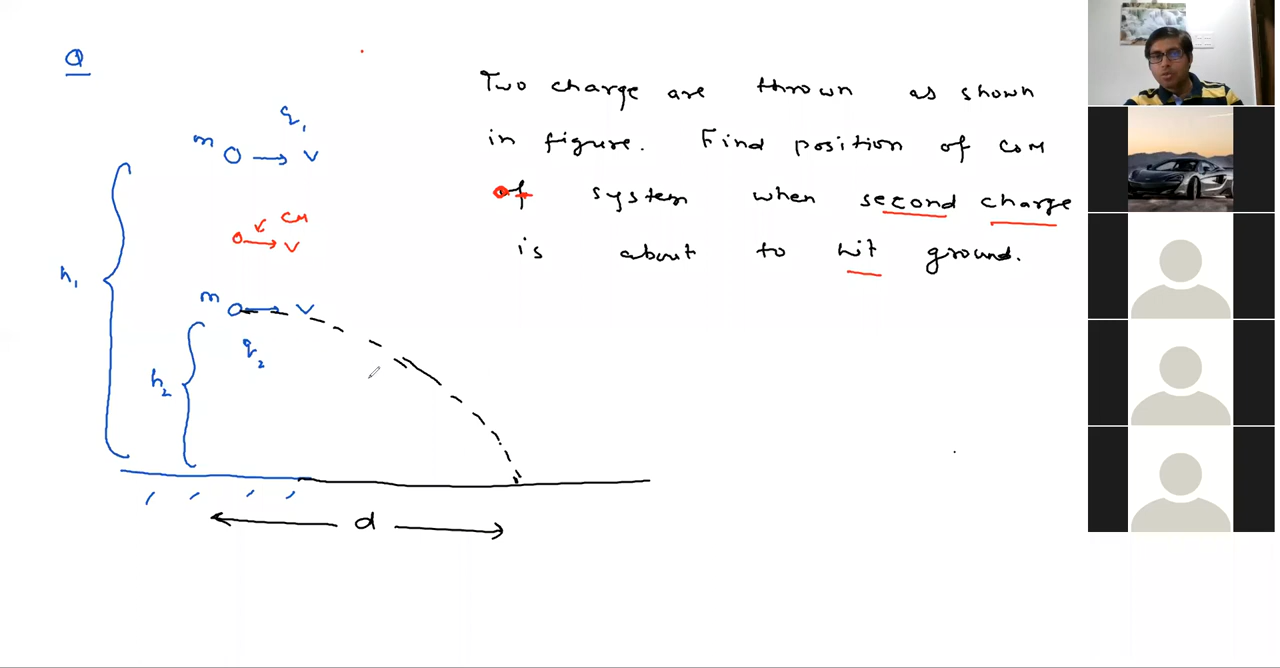 Q
Two charge are thrown as shown
in figure. Find position of COM
of system when second charge
is about to hit ground.
q1
m v
CM
v
h1
m v
q2
h2
d